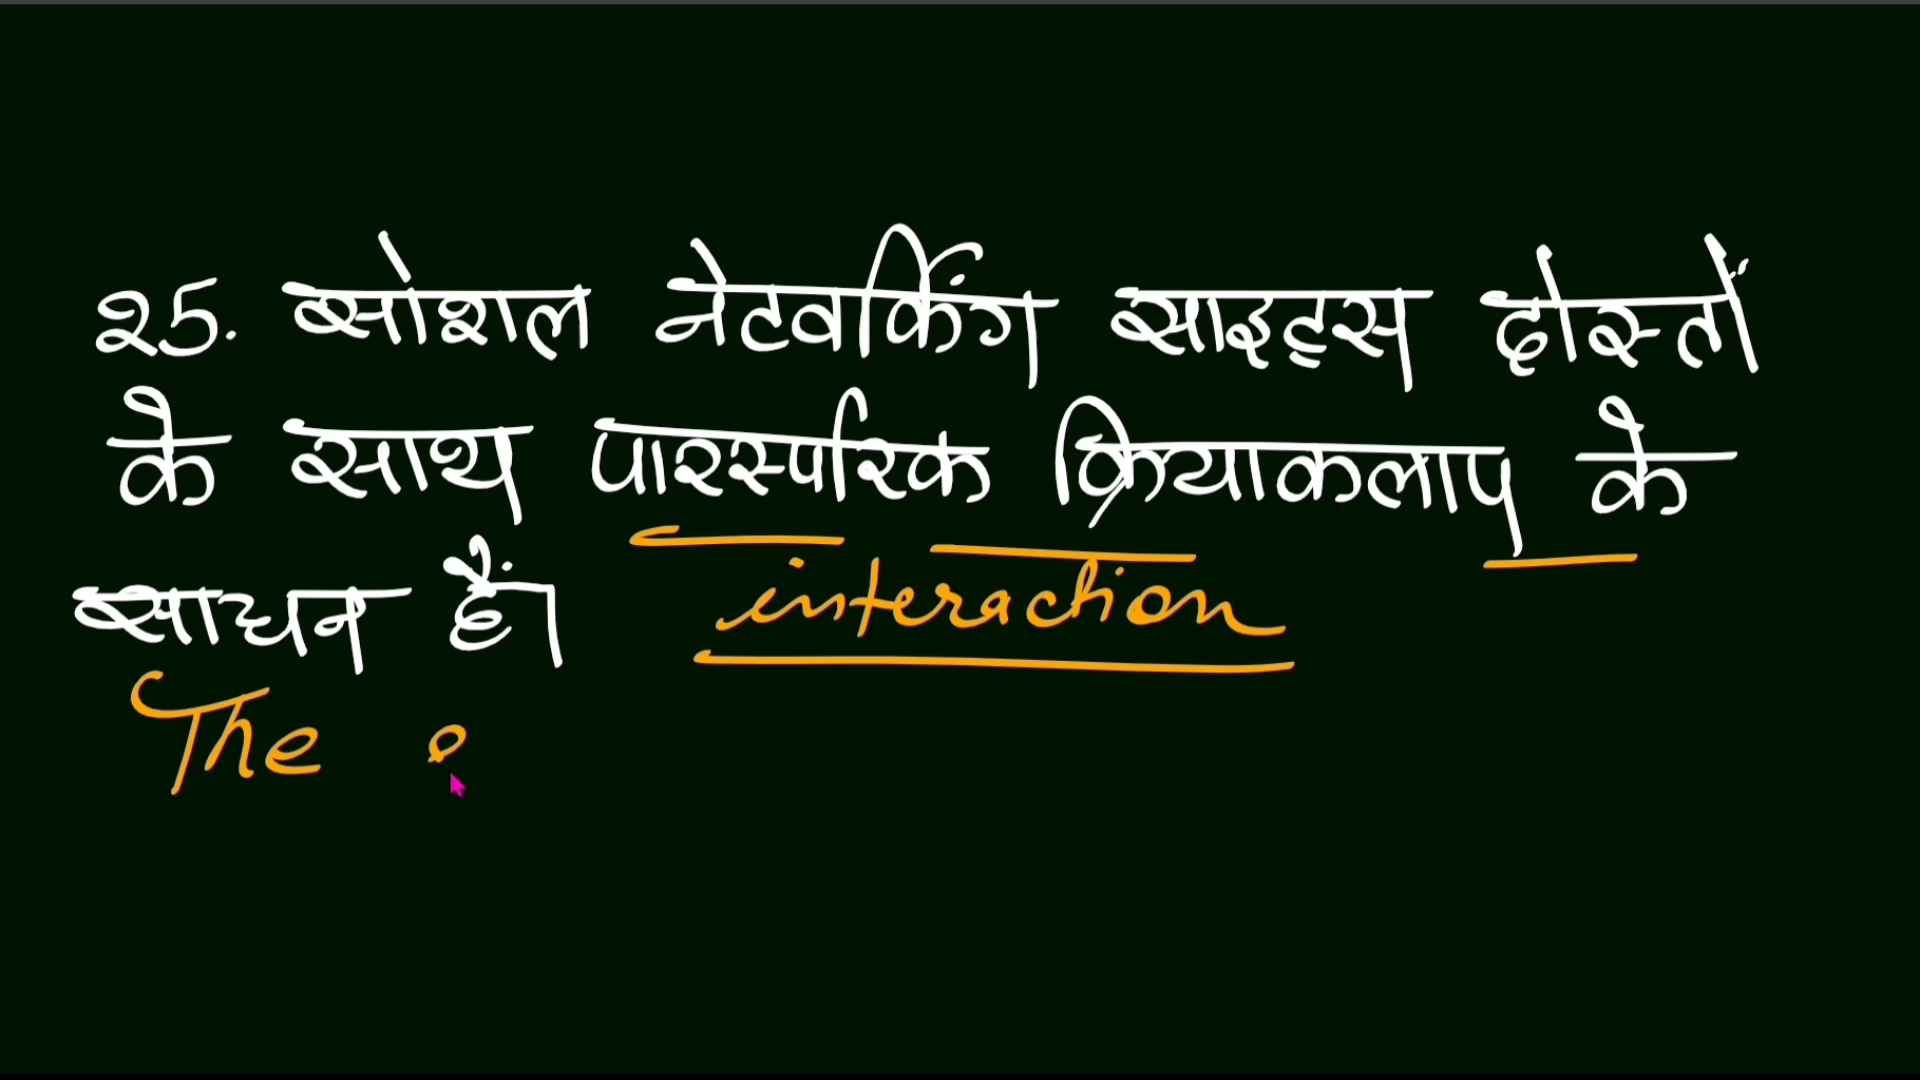 25. सोशल नेटवर्किंग साइट्स दोस्तों
के साथ पारस्परिक क्रियाकलाप के
साधन हैं।
interaction
The